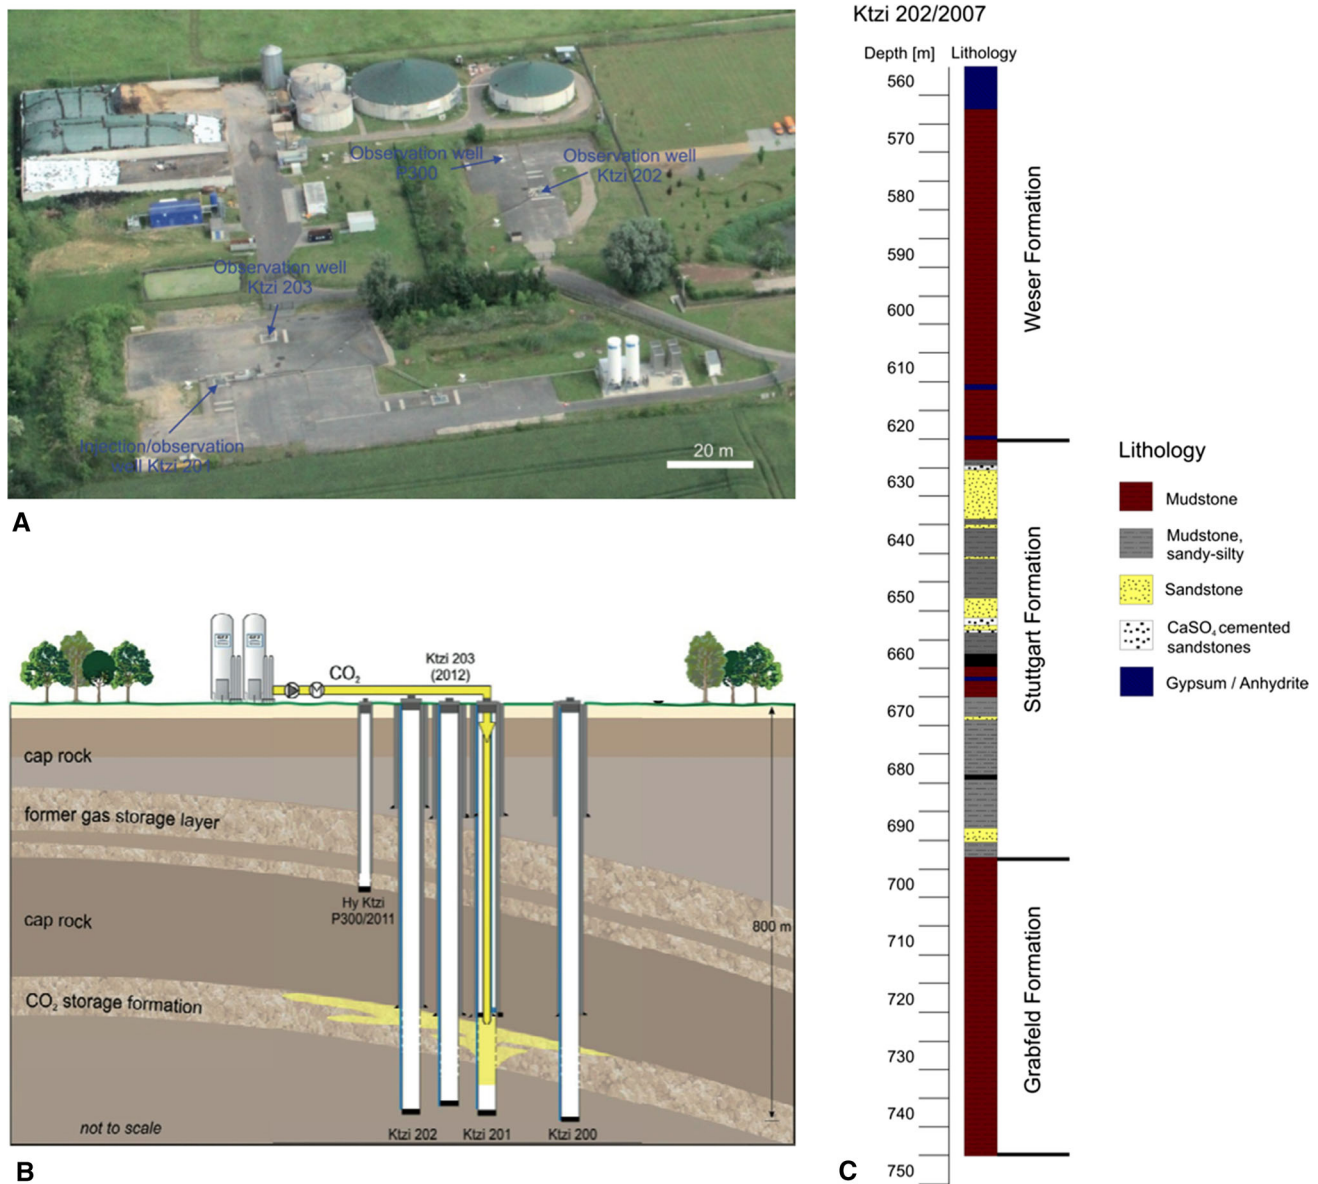 Observation well
P300
Observation well
Ktzi 202
Observation well
Ktzi 203
Injection/observation
well Ktzi 201
20 m
A
CO2
Ktzi 203
(2012)
cap rock
former gas storage layer
cap rock
Hy Ktzi
P300/2011
800 m
CO2 storage formation
not to scale
Ktzi 202
Ktzi 201
Ktzi 200
B
Ktzi 202/2007
Depth [m] Lithology
560
570
580
590
600
610
620
630
640
650
660
670
680
690
700
710
720
730
740
750
Weser Formation
Stuttgart Formation
Grabfeld Formation
Lithology
Mudstone
Mudstone,
sandy-silty
Sandstone
CaSO4 cemented
sandstones
Gypsum / Anhydrite
C